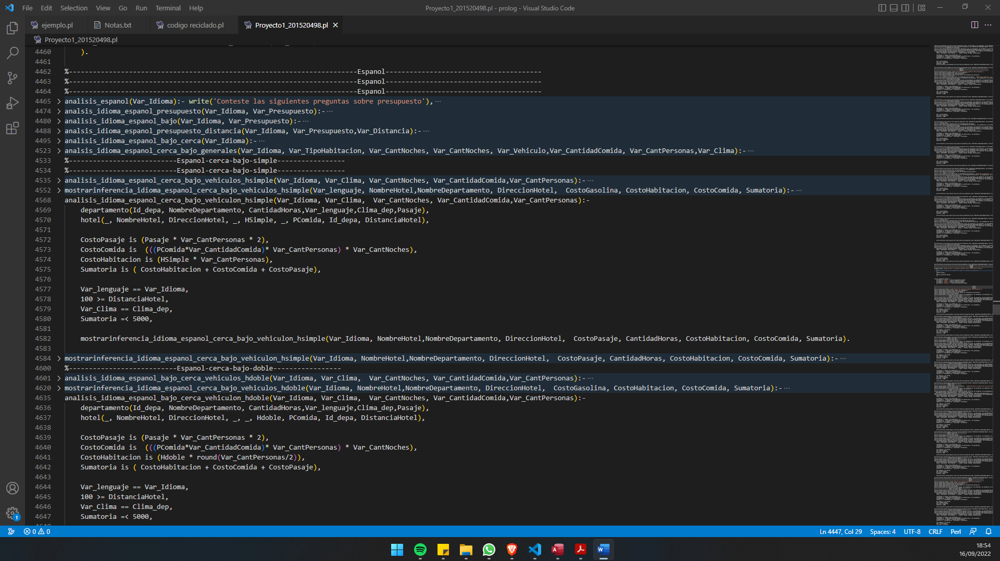 File Edit Selection View Go Run Terminal Help
Proyecto1_201520498.pl - prolog - Visual Studio Code
ejemplo.pl
Notas.txt
codigo reciclado.pl
Proyecto1_201520498.pl
Proyecto1_201520498.pl
4460 ).
4461
4462 %------------------------------------------------------------------------Espanol---------------------------------------
4463 %------------------------------------------------------------------------Espanol---------------------------------------
4464 %------------------------------------------------------------------------Espanol---------------------------------------
4465 analisis_espanol(Var_Idioma):- write('Conteste las siguientes preguntas sobre presupuesto'),···
4474 analsis_idioma_espanol_presupuesto(Var_Idioma, Var_Presupuesto):-···
4480 analisis_idioma_espanol_bajo(Var_Idioma, Var_Presupuesto):-···
4488 analsis_idioma_espanol_presupuesto_distancia(Var_Idioma, Var_Presupuesto,Var_Distancia):-···
4495 analisis_idioma_espanol_bajo_cerca(Var_Idioma):-···
4523 analsis_idioma_espanol_cerca_bajo_generales(Var_Idioma, Var_TipoHabitacion, Var_CantNoches, Var_CantNoches, Var_Vehiculo,Var_CantidadComida, Var_CantPersonas,Var_Clima):-···
4533 %---------------------------Espanol-cerca-bajo-simple-----------------
4534 %---------------------------Espanol-cerca-bajo-simple-----------------
4535 analisis_idioma_espanol_cerca_bajo_vehiculos_hsimple(Var_Idioma, Var_Clima, Var_CantNoches, Var_CantidadComida,Var_CantPersonas):-···
4552 mostrarinferencia_idioma_espanol_cerca_bajo_vehiculos_hsimple(Var_lenguaje, NombreHotel,NombreDepartamento, DireccionHotel,  CostoGasolina, CostoHabitacion, CostoComida, Sumatoria):-···
4568 analisis_idioma_espanol_cerca_bajo_vehiculon_hsimple(Var_Idioma, Var_Clima,  Var_CantNoches, Var_CantidadComida,Var_CantPersonas):-
4569 departamento(Id_depa, NombreDepartamento, CantidadHoras,Var_lenguaje,Clima_dep,Pasaje),
4570 hotel(_, NombreHotel, DireccionHotel, _, HSimple, _, PComida, Id_depa, DistanciaHotel),
4571
4572 CostoPasaje is (Pasaje * Var_CantPersonas * 2),
4573 CostoComida is  (((PComida*Var_CantidadComida)* Var_CantPersonas) * Var_CantNoches),
4574 CostoHabitacion is (HSimple * Var_CantPersonas),
4575 Sumatoria is ( CostoHabitacion + CostoComida + CostoPasaje),
4576
4577 Var_lenguaje == Var_Idioma,
4578 100 >= DistanciaHotel,
4579 Var_Clima == Clima_dep,
4580 Sumatoria =< 5000,
4581
4582 mostrarinferencia_idioma_espanol_cerca_bajo_vehiculon_hsimple(Var_Idioma, NombreHotel,NombreDepartamento, DireccionHotel,  CostoPasaje, CantidadHoras, CostoHabitacion, CostoComida, Sumatoria).
4583
4584 mostrarinferencia_idioma_espanol_cerca_bajo_vehiculon_hsimple(Var_Idioma, NombreHotel,NombreDepartamento, DireccionHotel,  CostoPasaje, CantidadHoras, CostoHabitacion, CostoComida, Sumatoria):-···
4600 %---------------------------Espanol-cerca-bajo-doble-----------------
4601 analisis_idioma_espanol_bajo_cerca_vehiculos_hdoble(Var_Idioma, Var_Clima,  Var_CantNoches, Var_CantidadComida,Var_CantPersonas):-···
4620 mostrarinferencia_idioma_espanol_bajo_cerca_vehiculos_hdoble(Var_Idioma, NombreHotel,NombreDepartamento, DireccionHotel,  CostoGasolina, CostoHabitacion, CostoComida, Sumatoria):-···
4635 analisis_idioma_espanol_bajo_cerca_vehiculon_hdoble(Var_Idioma, Var_Clima,  Var_CantNoches, Var_CantidadComida,Var_CantPersonas):-
4636 departamento(Id_depa, NombreDepartamento, CantidadHoras,Var_lenguaje,Clima_dep,Pasaje),
4637 hotel(_, NombreHotel, DireccionHotel, _, _, Hdoble, PComida, Id_depa, DistanciaHotel),
4638
4639 CostoPasaje is (Pasaje * Var_CantPersonas * 2),
4640 CostoComida is  (((PComida*Var_CantidadComida)* Var_CantPersonas) * Var_CantNoches),
4641 CostoHabitacion is (Hdoble * round(Var_CantPersonas/2)),
4642 Sumatoria is ( CostoHabitacion + CostoComida + CostoPasaje),
4643
4644 Var_lenguaje == Var_Idioma,
4645 100 >= DistanciaHotel,
4646 Var_Clima == Clima_dep,
4647 Sumatoria =< 5000,
1
0 0
Ln 4447, Col 29 Spaces: 4 UTF-8 CRLF Perl
18:54
16/09/2022